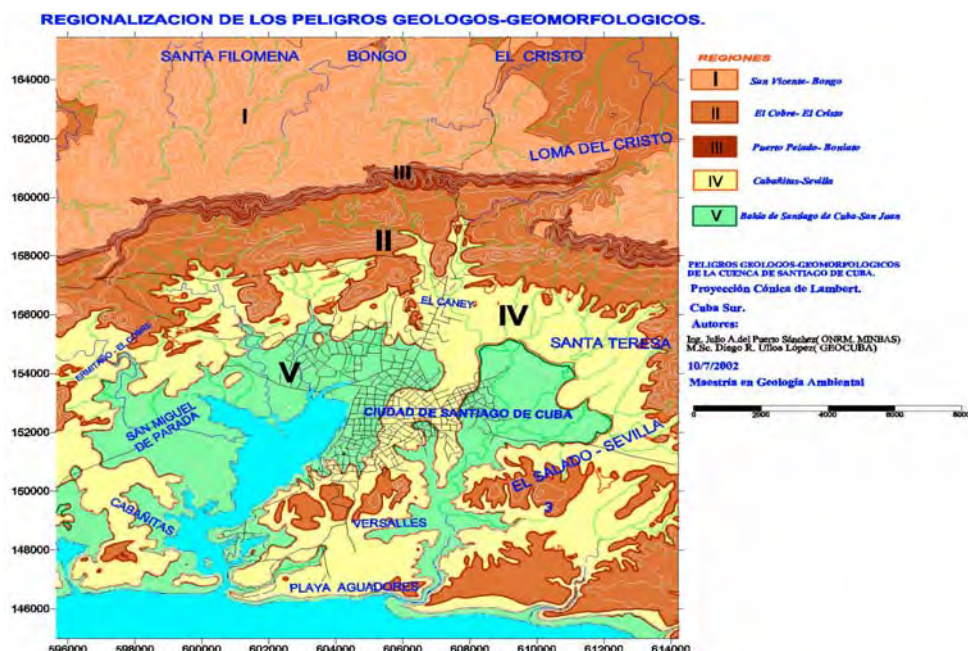 REGIONALIZACION DE LOS PELIGROS GEOLOGOS-GEOMORFOLOGICOS.
SANTA FILOMENA BONGO EL CRISTO
I
LOMA DEL CRISTO
III
II
EL CANEY
IV
SANTA TERESA
ERMITAÑO-EL COBRE
V
CIUDAD DE SANTIAGO DE CUBA
SAN MIGUEL
DE PARADA
EL SALADO - SEVILLA
CABAÑITAS
3
VERSALLES
PLAYA AGUADORES
164000
162000
160000
158000
156000
154000
152000
150000
148000
146000
596000 598000 600000 602000 604000 606000 608000 610000 612000 614000
REGIONES
I San Vicente- Bongo
II El Cobre- El Cristo
III Puerto Pelado- Boniato
IV Cabañitas-Sevilla
V Bahía de Santiago de Cuba-San Juan
PELIGROS GEOLOGOS-GEOMORFOLOGICOS
DE LA CUENCA DE SANTIAGO DE CUBA.
Proyección Cónica de Lambert.
Cuba Sur.
Autores:
Ing. Julio A.del Puerto Sánchez( ONRM, MINBAS)
M.Sc. Diego R. Ulloa López( GEOCUBA)
10/7/2002
Maestría en Geología Ambiental
0 2000 4000 6000 8000